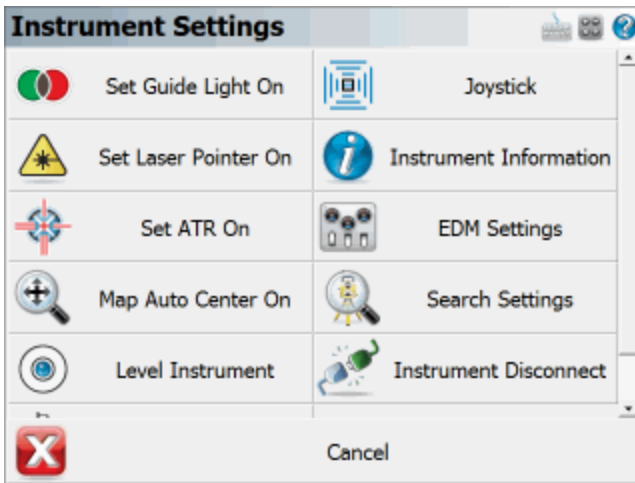 Instrument Settings
Set Guide Light On
Joystick
Set Laser Pointer On
Instrument Information
Set ATR On
EDM Settings
Map Auto Center On
Search Settings
Level Instrument
Instrument Disconnect
Cancel